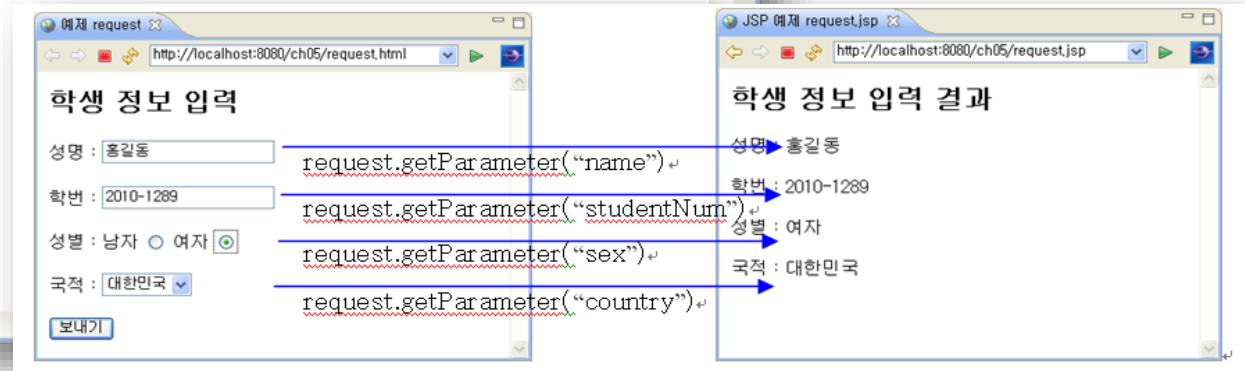 예제 request
http://localhost:8080/ch05/request.html
학생 정보 입력
성명 : 홍길동
학번 : 2010-1289
성별 : 남자 여자
국적 : 대한민국
보내기
request.getParameter(“name”)
request.getParameter(“studentNum”)
request.getParameter(“sex”)
request.getParameter(“country”)
JSP 예제 request.jsp
http://localhost:8080/ch05/request.jsp
학생 정보 입력 결과
성명 : 홍길동
학번 : 2010-1289
성별 : 여자
국적 : 대한민국